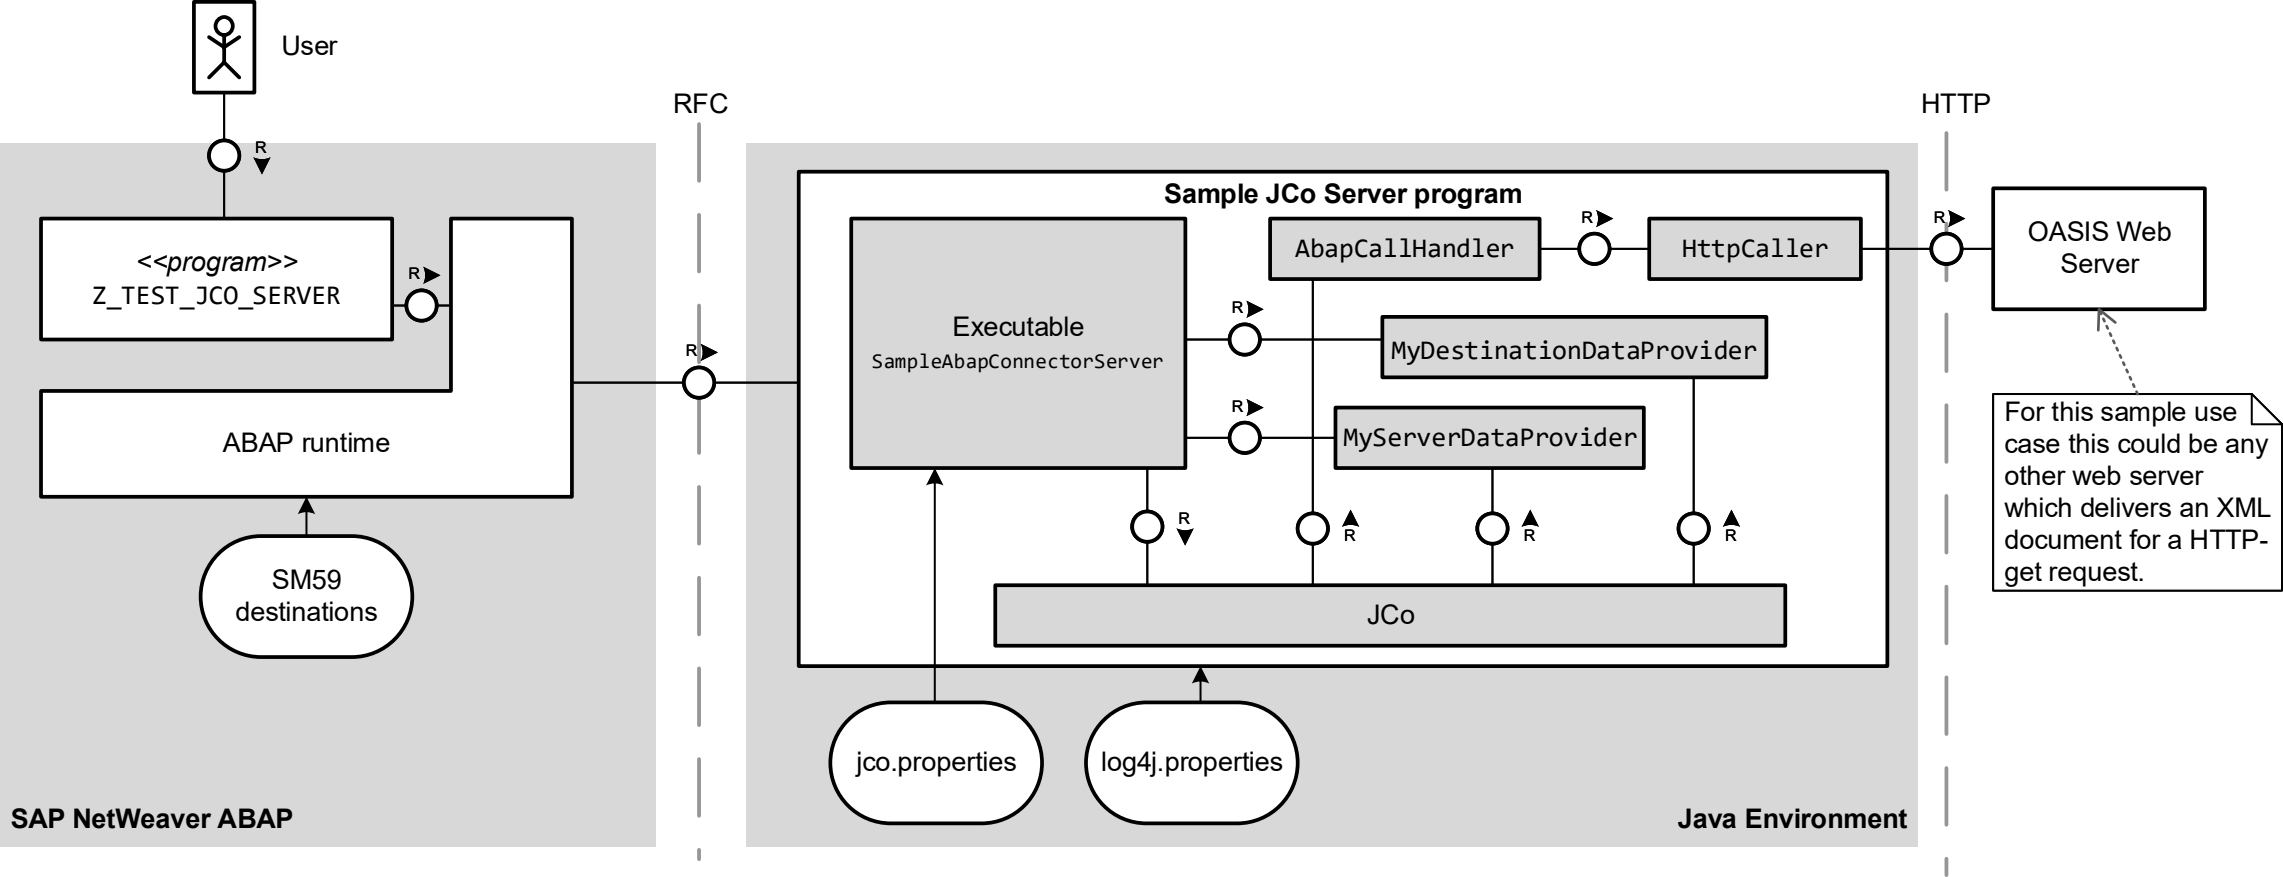 User
RFC
HTTP
R
Sample JCo Server program
<<program>>
Z_TEST_JCO_SERVER
R
ABAP runtime
SM59
destinations
SAP NetWeaver ABAP
R
Executable
SampleAbapConnectorServer
AbapCallHandler
R
HttpCaller
R
R
MyDestinationDataProvider
R
MyServerDataProvider
R
R
R
R
JCo
jco.properties
log4j.properties
Java Environment
OASIS Web
Server
For this sample use
case this could be any
other web server
which delivers an XML
document for a HTTP-
get request.